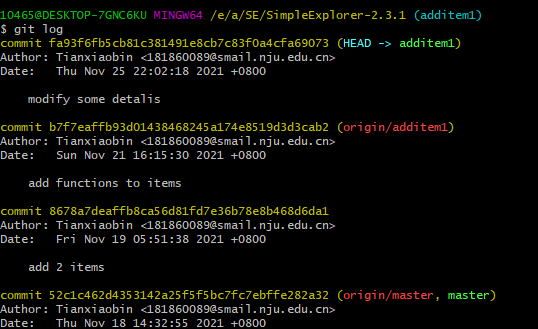 10465@DESKTOP-7GNC6KU MINGW64 /e/a/SE/SimpleExplorer-2.3.1 (additem1)
$ git log
commit fa93f6fb5cb81c381491e8cb7c83f0a4cfa69073 (HEAD -> additem1)
Author: Tianxiaobin <181860089@smail.nju.edu.cn>
Date:   Thu Nov 25 22:02:18 2021 +0800
modify some detalis
commit b7f7eaffb93d01438468245a174e8519d3d3cab2 (origin/additem1)
Author: Tianxiaobin <181860089@smail.nju.edu.cn>
Date:   Sun Nov 21 16:15:30 2021 +0800
add functions to items
commit 8678a7deaffb8ca56d81fd7e36b78e8b468d6da1
Author: Tianxiaobin <181860089@smail.nju.edu.cn>
Date:   Fri Nov 19 05:51:38 2021 +0800
add 2 items
commit 52c1c462d4353142a25f5f5bc7fc7ebffe282a32 (origin/master, master)
Author: Tianxiaobin <181860089@smail.nju.edu.cn>
Date:   Thu Nov 18 14:32:55 2021 +0800